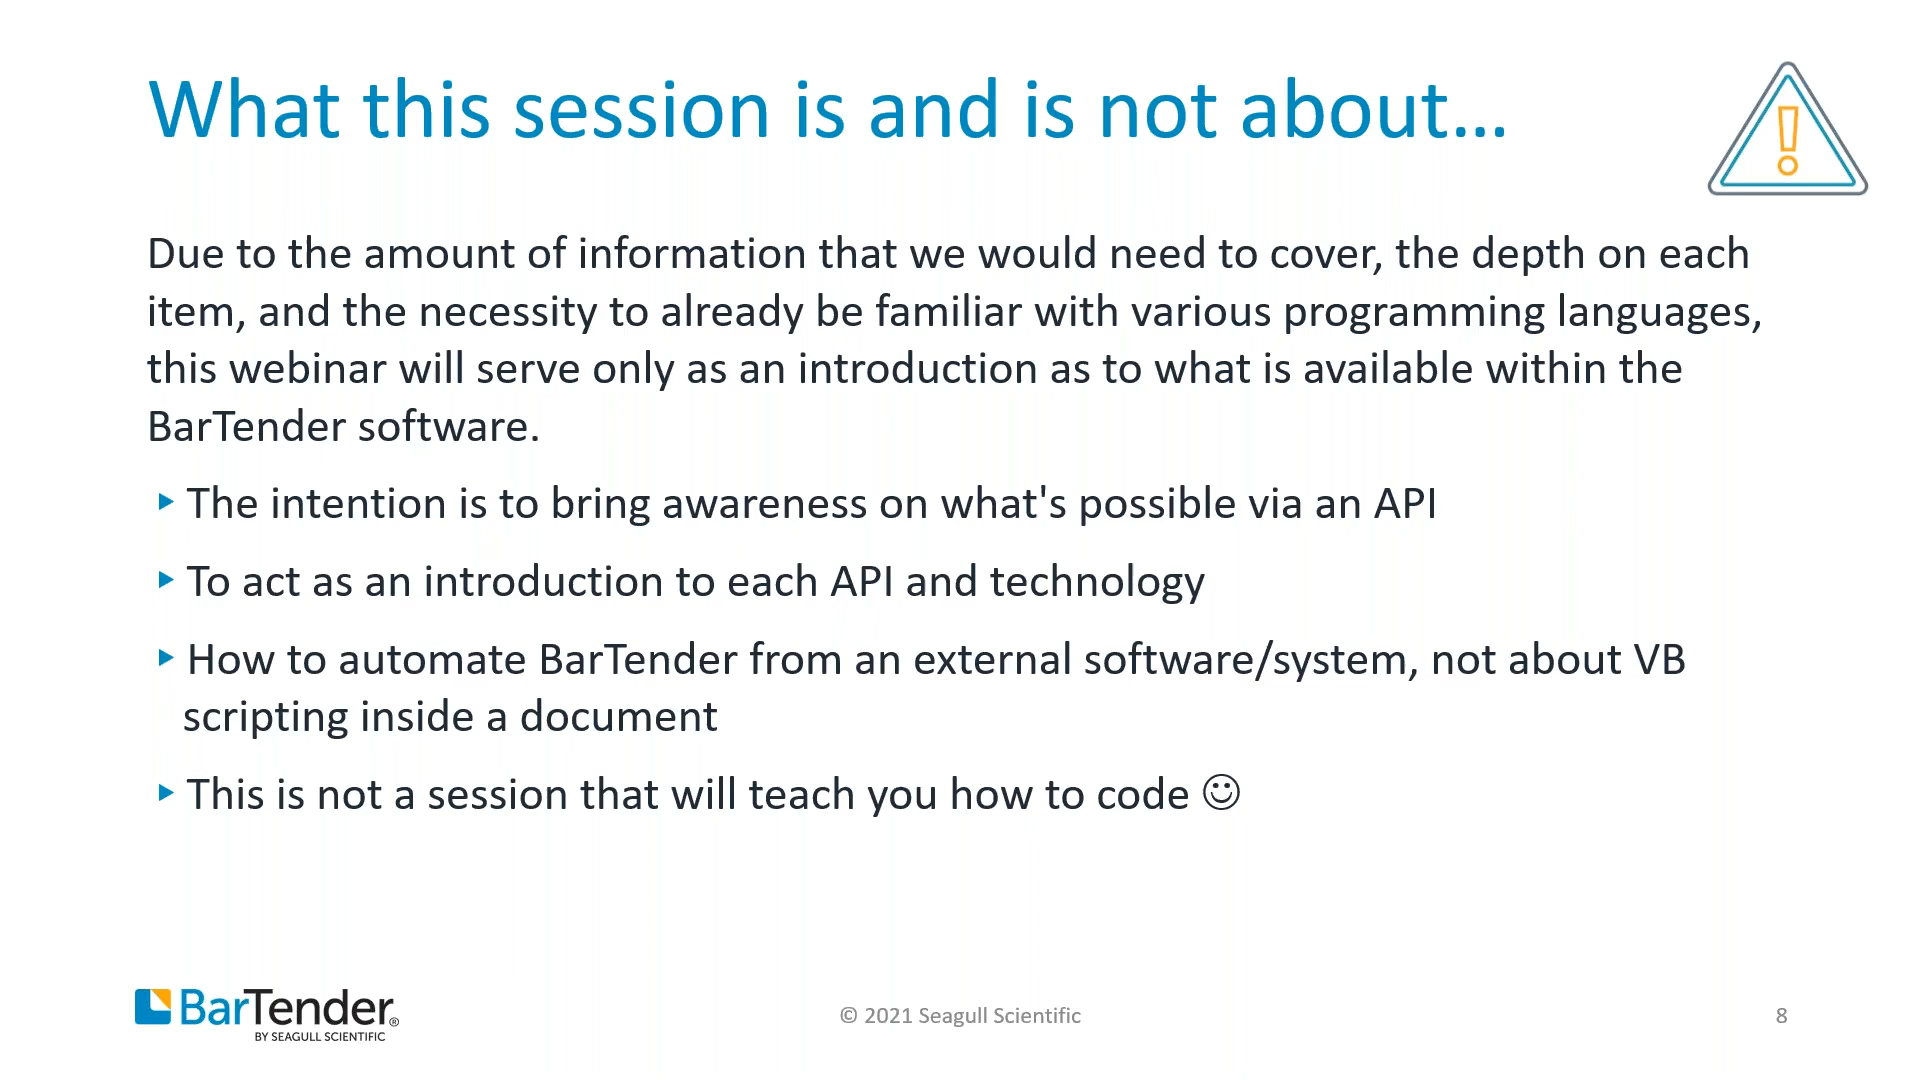 What this session is and is not about...
Due to the amount of information that we would need to cover, the depth on each
item, and the necessity to already be familiar with various programming languages,
this webinar will serve only as an introduction as to what is available within the
BarTender software.
The intention is to bring awareness on what's possible via an API
To act as an introduction to each API and technology
How to automate BarTender from an external software/system, not about VB
scripting inside a document
This is not a session that will teach you how to code ☺
BarTender®
BY SEAGULL SCIENTIFIC
© 2021 Seagull Scientific
8